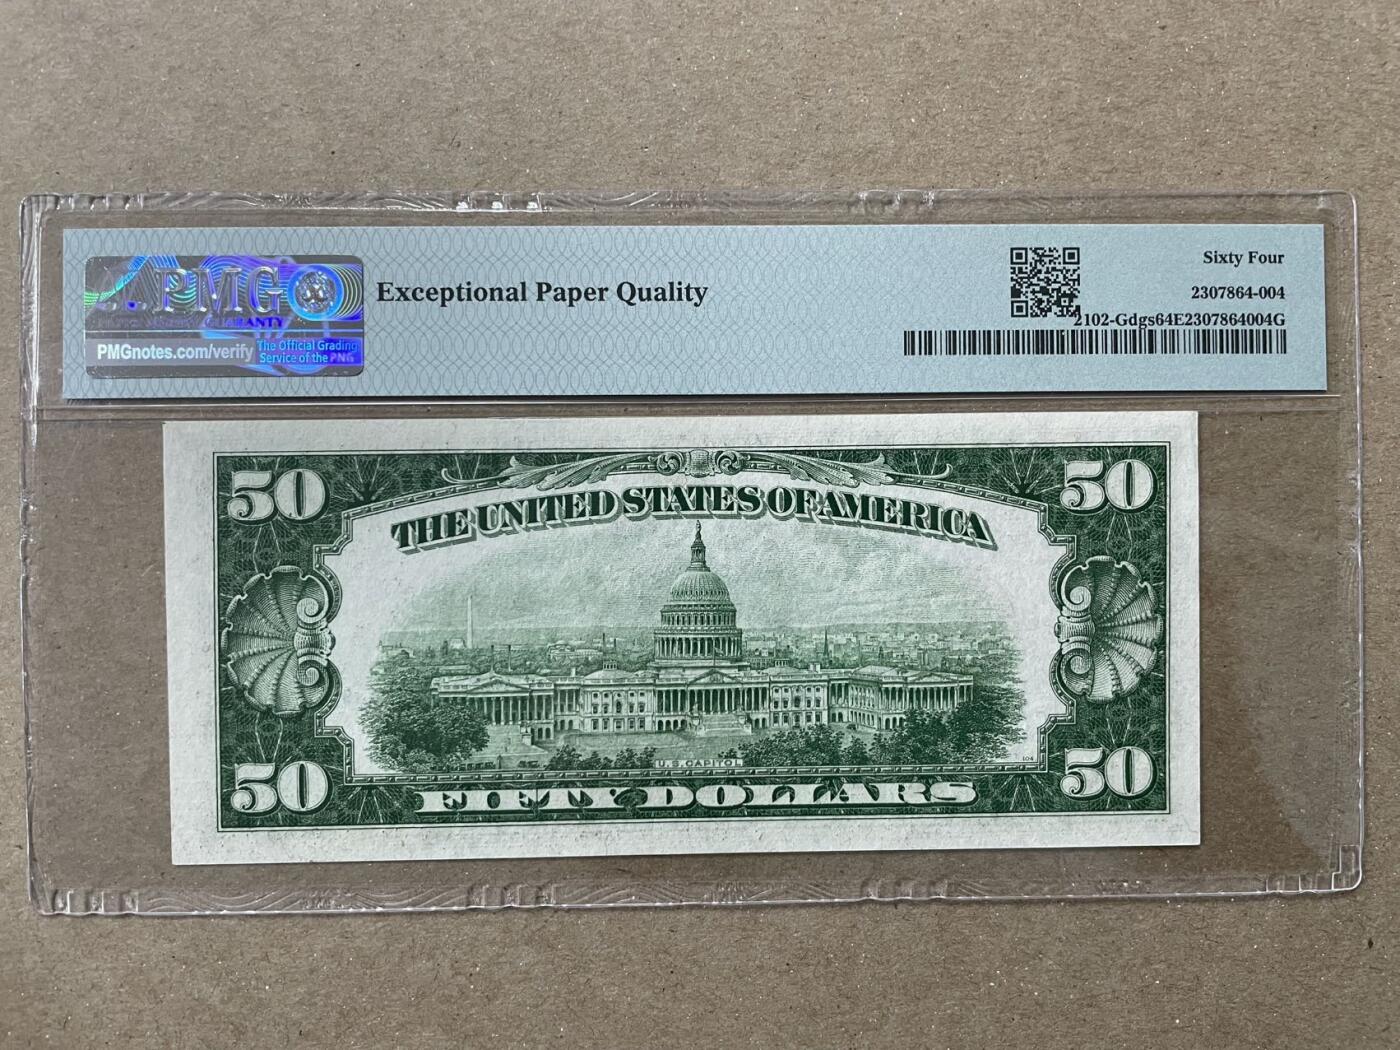 PMG
PMGnotes.com/verify
The Official Grading
Service of the PNG
Exceptional Paper Quality
Sixty Four
2307864-004
2102-Gdgs64E2307864004G
50
50
THE UNITED STATES OF AMERICA
U.S. CAPITOL
104
50
50
FIFTY DOLLARS